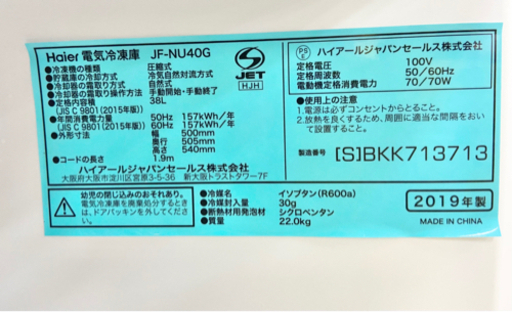 Haier 電気冷凍庫 JF-NU40G
●冷凍機の種類 圧縮式
●貯蔵庫の冷却方式 冷気自然対流方式
●冷却器の霜取り方式 自然式
●冷却器の霜取り操作方法 手動開始・手動終了
●定格内容積 38L
(JIS C 9801(2015年版))
●年間消費電力量 50Hz 157kWh/年
(JIS C 9801(2015年版)) 60Hz 157kWh/年
●外形寸法 幅 500mm
奥行 505mm
高さ 540mm
●コードの長さ 1.9m
ハイアールジャパンセールス株式会社
大阪府大阪市淀川区宮原3-5-36 新大阪トラストタワー7F
S
JET
HJH
PS
E
ハイアールジャパンセールス株式会社
定格電圧 100V
定格周波数 50/60Hz
電動機定格消費電力 70/70W
●使用上の注意
1.電源は必ずコンセントからとること。
2.放熱を良くするため、周囲に適当な間隔をおい
て設置すること。
製造番号 [S]BKK713713
幼児の閉じ込めのおそれあり。
電気冷凍庫を廃棄処分するとき
は、ドアパッキンを外してください。
●冷媒名 イソブタン(R600a)
●冷媒封入量 30g
●断熱材用発泡材 シクロペンタン
●質量 22.0kg
2019年製
MADE IN CHINA